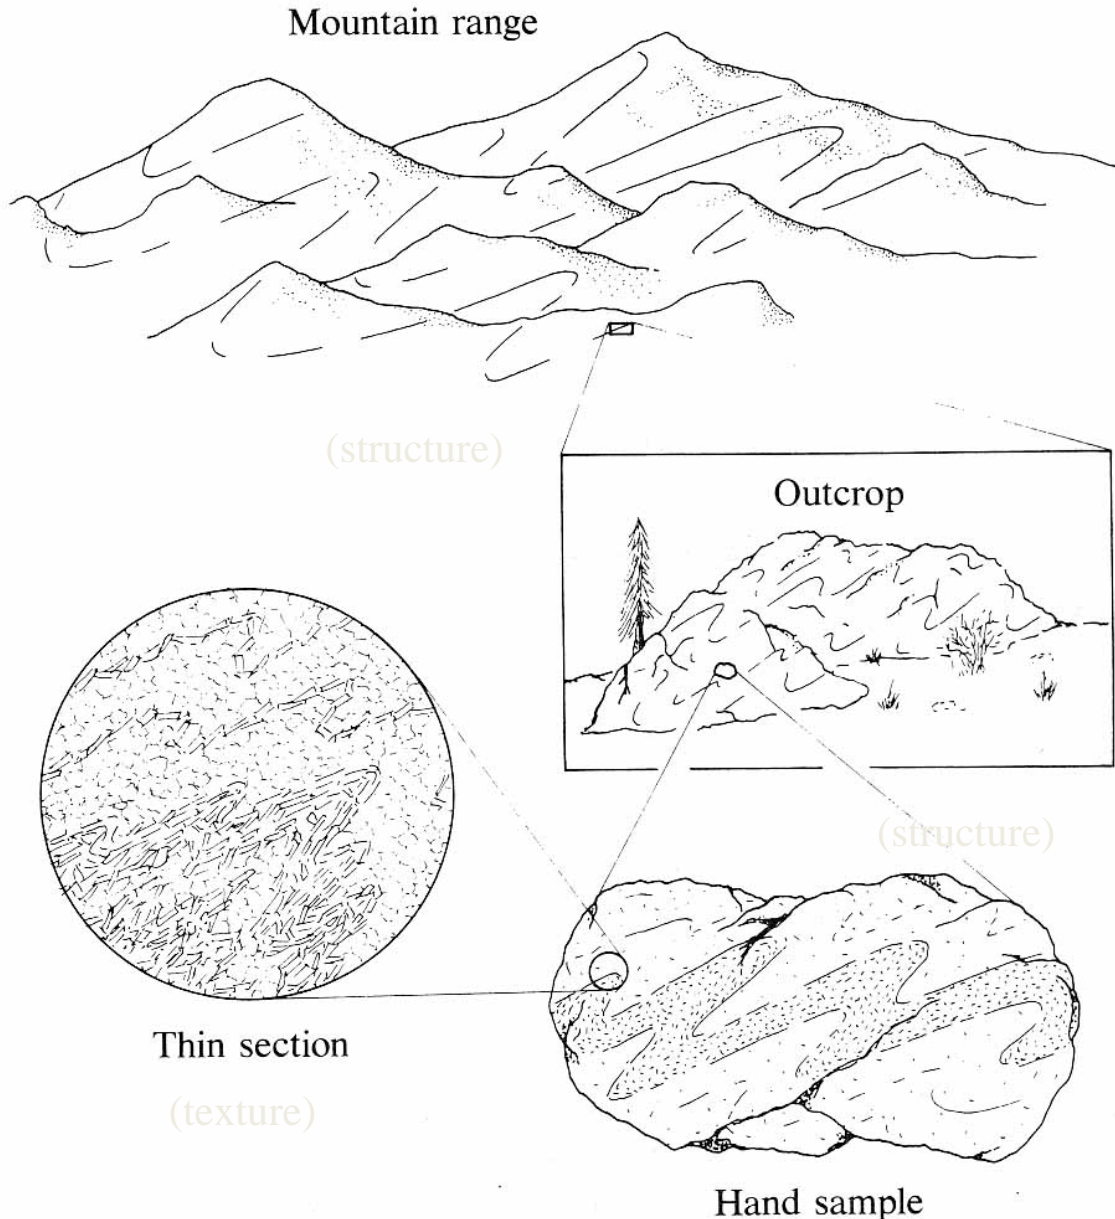 Mountain range
(structure)
Outcrop
(structure)
Thin section
(texture)
Hand sample